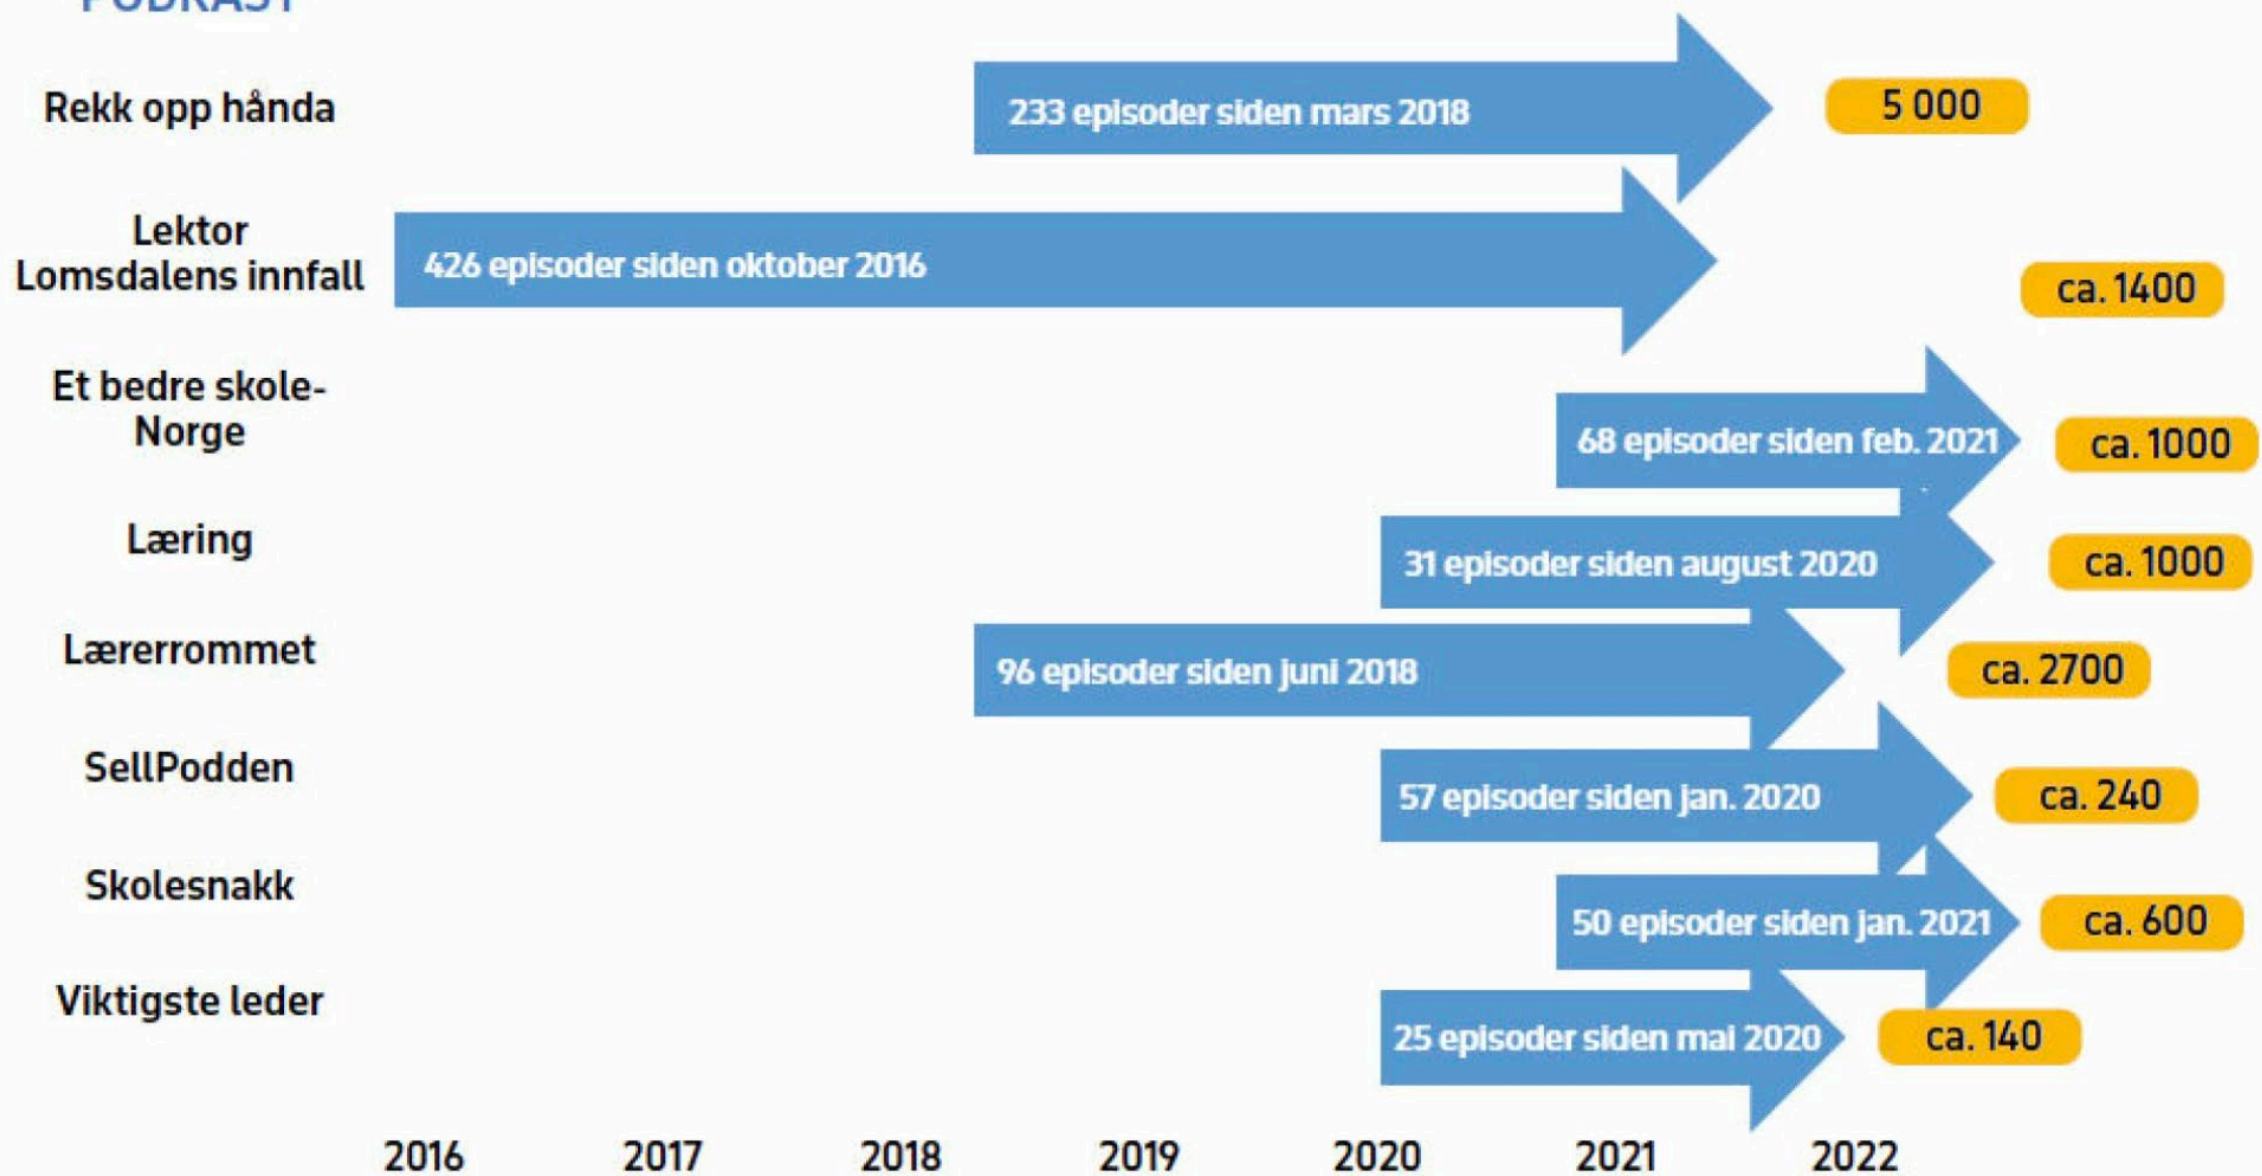 PODKAST
Rekk opp hånda
233 episoder siden mars 2018
5 000
Lektor
Lomsdalens innfall
426 episoder siden oktober 2016
ca. 1400
Et bedre skole-
Norge
68 episoder siden feb. 2021
ca. 1000
Læring
31 episoder siden august 2020
ca. 1000
Lærerrommet
96 episoder siden juni 2018
ca. 2700
SellPodden
57 episoder siden jan. 2020
ca. 240
Skolesnakk
50 episoder siden jan. 2021
ca. 600
Viktigste leder
25 episoder siden mai 2020
ca. 140
2016 2017 2018 2019 2020 2021 2022